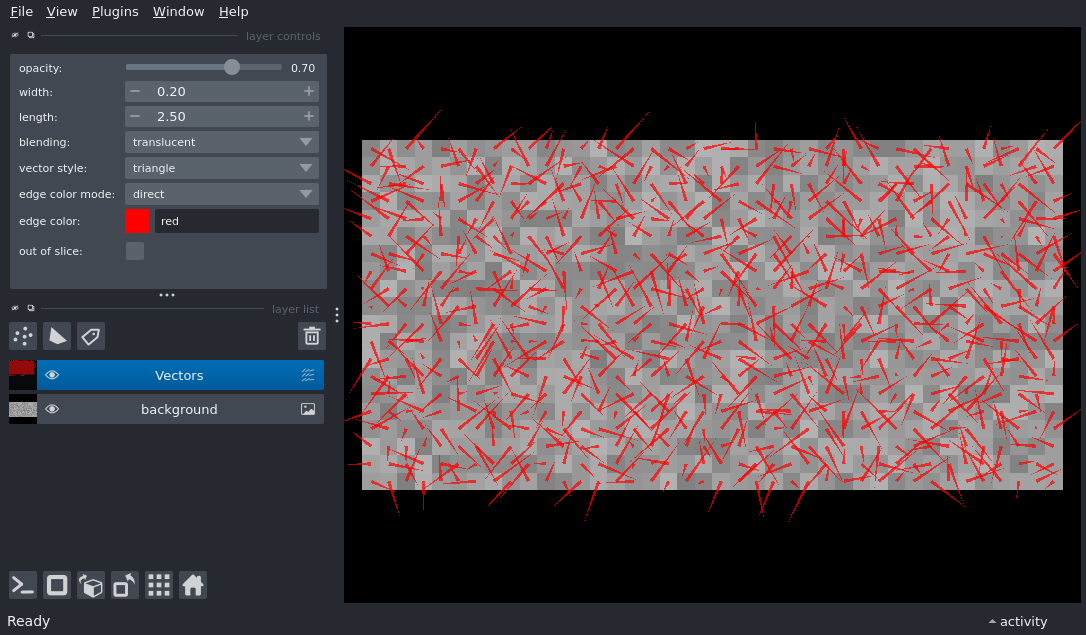 File View Plugins Window Help
layer controls
opacity: 0.70
width: 0.20
length: 2.50
blending: translucent
vector style: triangle
edge color mode: direct
edge color: red
out of slice:
layer list
Vectors
background
Ready
activity